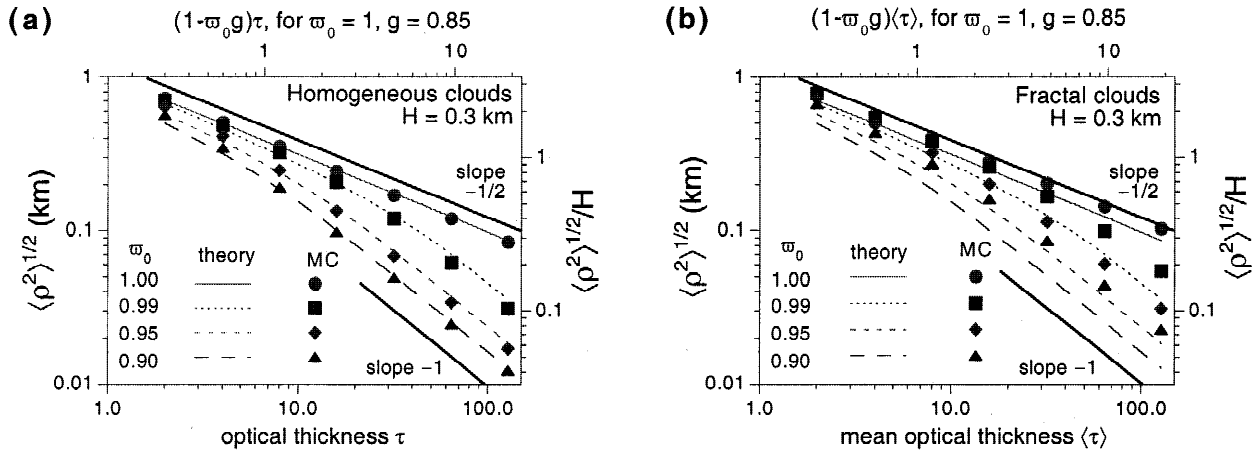 (a)
(1-ϖ₀g)τ, for ϖ₀ = 1, g = 0.85
1 10
Homogeneous clouds
H = 0.3 km
slope
−1/2
1
0.1
0.01
⟨ρ²⟩^1/2 (km)
1
0.1
⟨ρ²⟩^1/2/H
ϖ₀ theory MC
1.00
0.99
0.95
0.90
slope −1
1.0 10.0 100.0
optical thickness τ
(b)
(1-ϖ₀g)⟨τ⟩, for ϖ₀ = 1, g = 0.85
1 10
Fractal clouds
H = 0.3 km
slope
−1/2
1
0.1
0.01
⟨ρ²⟩^1/2 (km)
1
0.1
⟨ρ²⟩^1/2/H
ϖ₀ theory MC
1.00
0.99
0.95
0.90
slope −1
1.0 10.0 100.0
mean optical thickness ⟨τ⟩